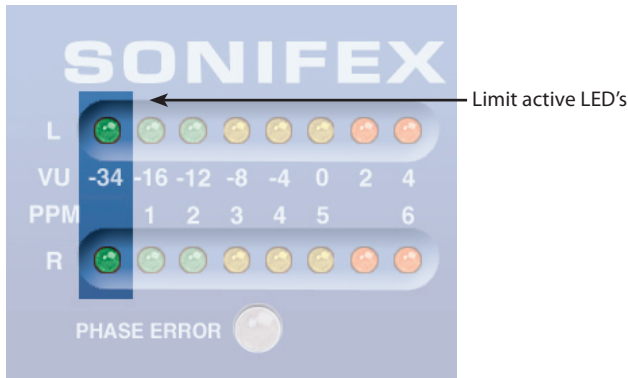 SONIFEX
Limit active LED’s
L
VU -34 -16 -12 -8 -4 0 2 4
PPM 1 2 3 4 5 6
R
PHASE ERROR